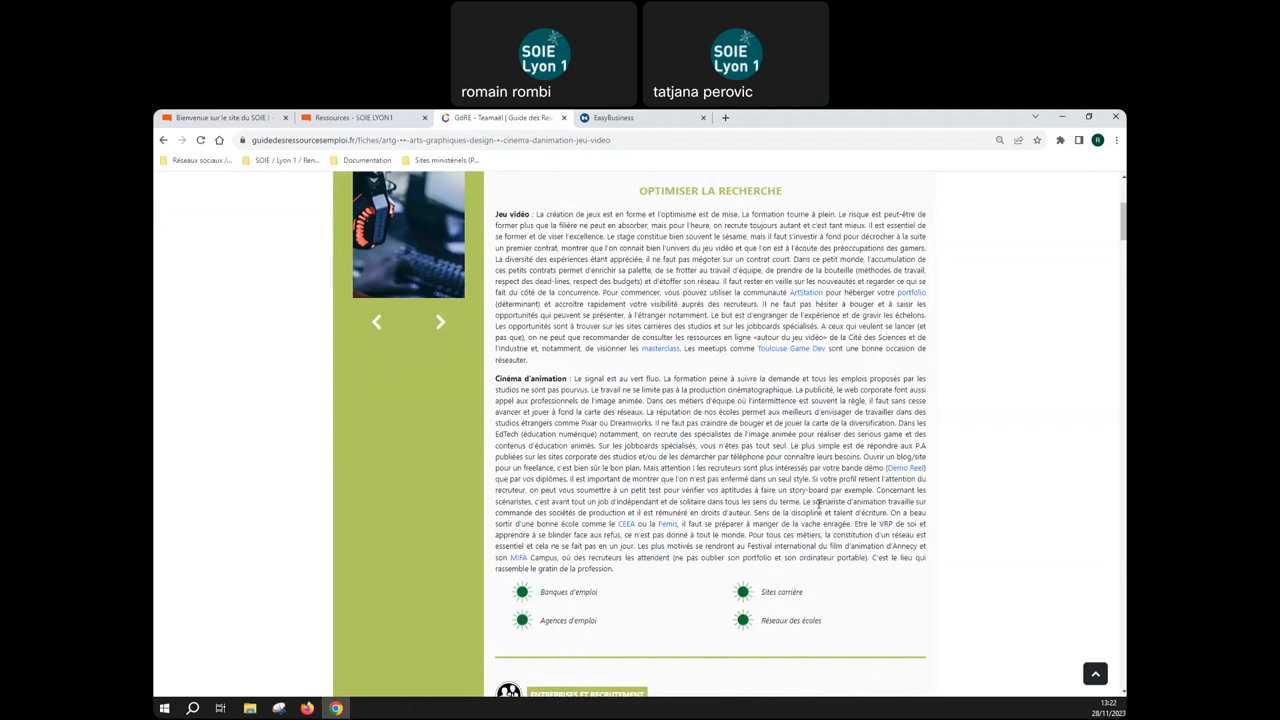 SOIE
Lyon 1
romain rombi
SOIE
Lyon 1
tatjana perovic
Bienvenue sur le site du SOIE :
Ressources - SOIE LYON1
GdRE - Teamaël | Guide des Res
EasyBusiness
guidedesressourcesemploi.fr/fiches/artg-••-arts-graphiques-design-•-cinema-danimation-jeu-video
Réseaux sociaux /...
SOIE / Lyon 1 / Ren...
Documentation
Sites ministériels (P...
OPTIMISER LA RECHERCHE
Jeu vidéo : La création de jeux est en forme et l'optimisme est de mise. La formation tourne à plein. Le risque est peut-être de
former plus que la filière ne peut en absorber, mais pour l'heure, on recrute toujours autant et c'est tant mieux. Il est essentiel de
se former et de viser l'excellence. Le stage constitue bien souvent le sésame, mais il faut s'investir à fond pour décrocher à la suite
un premier contrat, montrer que l'on connait bien l'univers du jeu vidéo et que l'on est à l'écoute des préoccupations des gamers.
La diversité des expériences étant appréciée, il ne faut pas mégoter sur un contrat court. Dans ce petit monde, l'accumulation de
ces petits contrats permet d'enrichir sa palette, de se frotter au travail d'équipe, de prendre de la bouteille (méthodes de travail,
respect des dead-lines, respect des budgets) et d'étoffer son réseau. Il faut rester en veille sur les nouveautés et regarder ce qui se
fait du côté de la concurrence. Pour commencer, vous pouvez utiliser la communauté ArtStation pour héberger votre portfolio
(déterminant) et accroître rapidement votre visibilité auprès des recruteurs. Il ne faut pas hésiter à bouger et à saisir les
opportunités qui peuvent se présenter, à l'étranger notamment. Le but est d'engranger de l'expérience et de gravir les échelons.
Les opportunités sont à trouver sur les sites carrières des studios et sur les jobboards spécialisés. A ceux qui veulent se lancer (et
pas que), on ne peut que recommander de consulter les ressources en ligne «autour du jeu vidéo» de la Cité des Sciences et de
l'industrie et, notamment, de visionner les masterclass. Les meetups comme Toulouse Game Dev sont une bonne occasion de
réseauter.
Cinéma d'animation : Le signal est au vert fluo. La formation peine à suivre la demande et tous les emplois proposés par les
studios ne sont pas pourvus. Le travail ne se limite pas à la production cinématographique. La publicité, le web corporate font aussi
appel aux professionnels de l'image animée. Dans ces métiers d'équipe où l'intermittence est souvent la règle, il faut sans cesse
avancer et jouer à fond la carte des réseaux. La réputation de nos écoles permet aux meilleurs d'envisager de travailler dans des
studios étrangers comme Pixar ou Dreamworks. Il ne faut pas craindre de bouger et de jouer la carte de la diversification. Dans les
EdTech (éducation numérique) notamment, on recrute des spécialistes de l'image animée pour réaliser des serious game et des
contenus d'éducation animés. Sur les jobboards spécialisés, vous n'êtes pas tout seul. Le plus simple est de répondre aux P.A
publiées sur les sites corporate des studios et/ou de les démarcher par téléphone pour connaître leurs besoins. Ouvrir un blog/site
pour un freelance, c'est bien sûr le bon plan. Mais attention ! les recruteurs sont plus intéressés par votre bande démo (Demo Reel)
que par vos diplômes. Il est important de montrer que l'on n'est pas enfermé dans un seul style. Si votre profil retient l'attention du
recruteur, on peut vous soumettre à un petit test pour vérifier vos aptitudes à faire un story-board par exemple. Concernant les
scénaristes, c'est avant tout un job d'indépendant et de solitaire dans tous les sens du terme. Le scénariste d'animation travaille sur
commande des sociétés de production et il est rémunéré en droits d'auteur. Sens de la discipline et talent d'écriture. On a beau
sortir d'une bonne école comme le CEEA ou la Femis, il faut se préparer à manger de la vache enragée. Etre le VRP de soi et
apprendre à se blinder face aux refus, ce n'est pas donné à tout le monde. Pour tous ces métiers, la constitution d'un réseau est
essentiel et cela ne se fait pas en un jour. Les plus motivés se rendront au Festival international du film d'animation d'Annecy et
son MIFA Campus, où des recruteurs les attendent (ne pas oublier son portfolio et son ordinateur portable). C'est le lieu qui
rassemble le gratin de la profession.
Banques d'emploi
Sites carrière
Agences d'emploi
Réseaux des écoles
ENTREPRISES ET RECRUTEMENT
13:22
28/11/2023